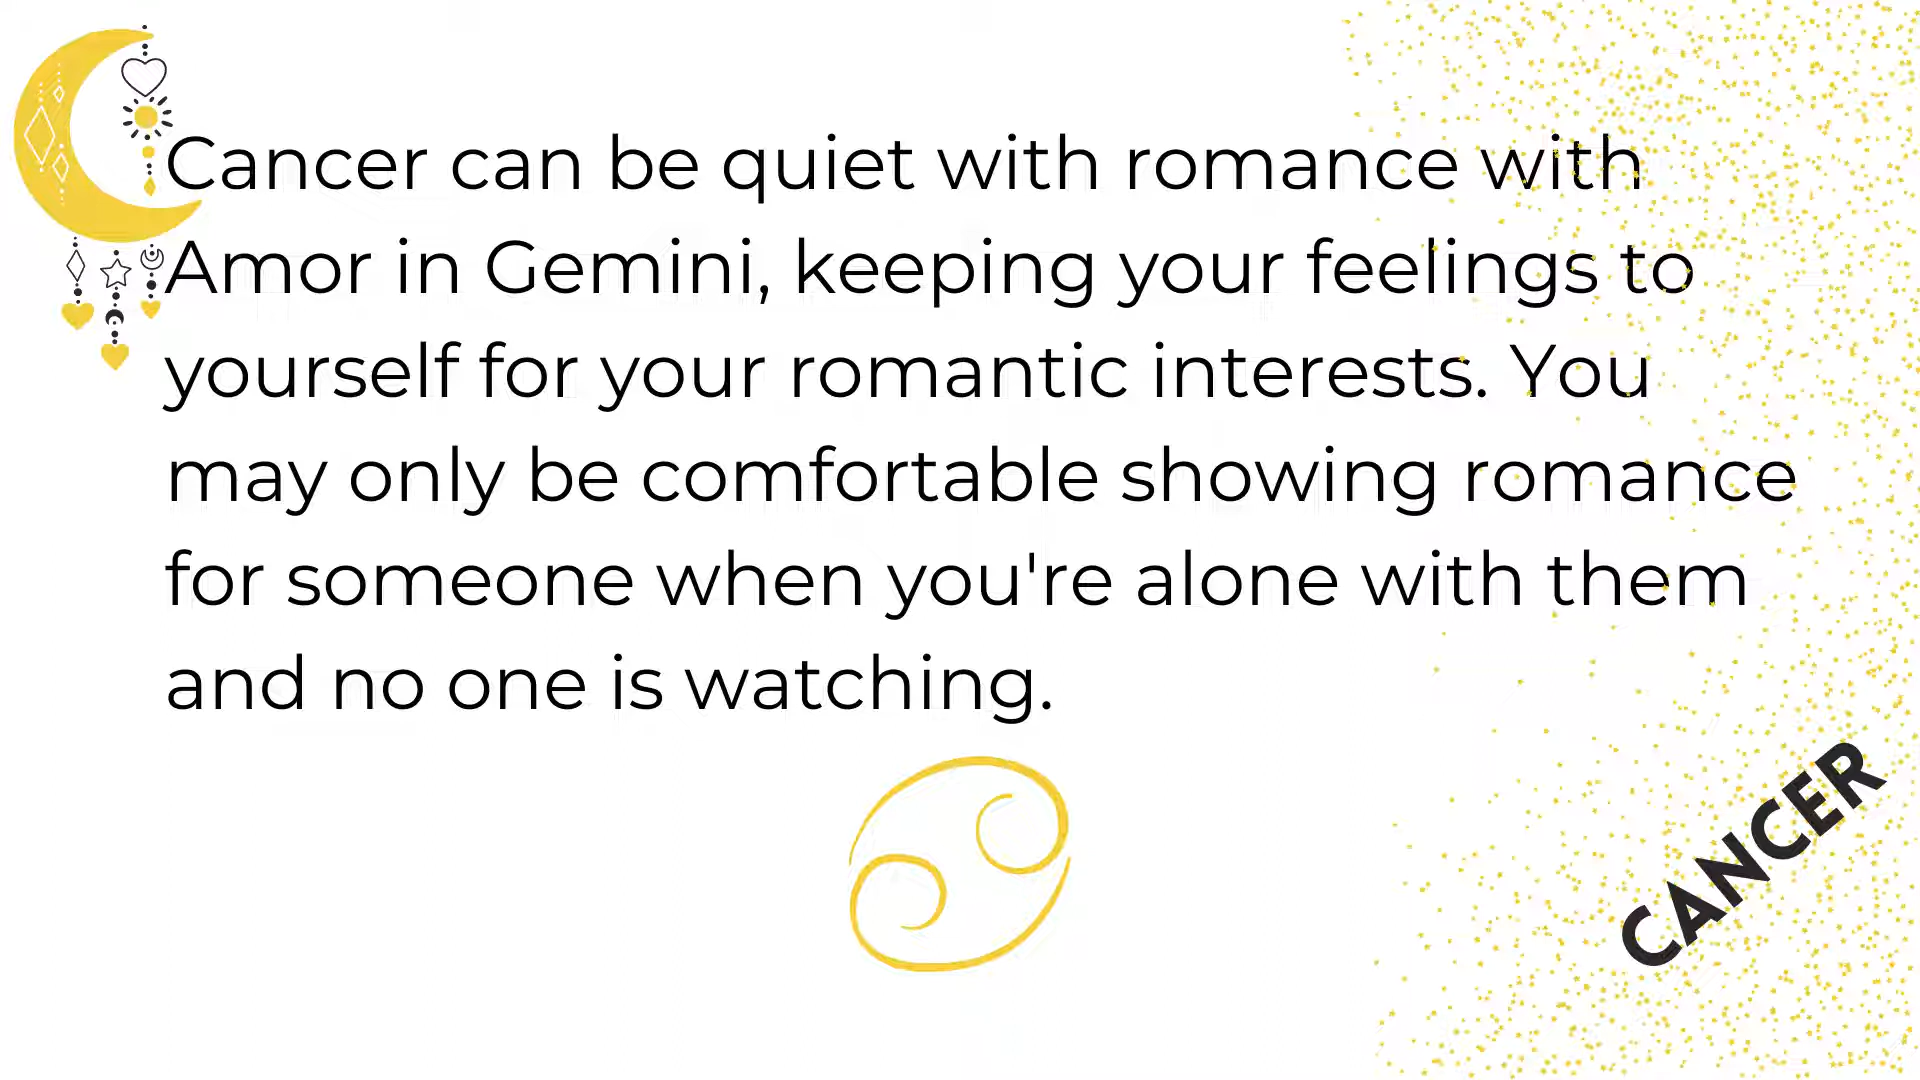 Cancer can be quiet with romance with
Amor in Gemini, keeping your feelings to
yourself for your romantic interests. You
may only be comfortable showing romance
for someone when you're alone with them
and no one is watching.
CANCER